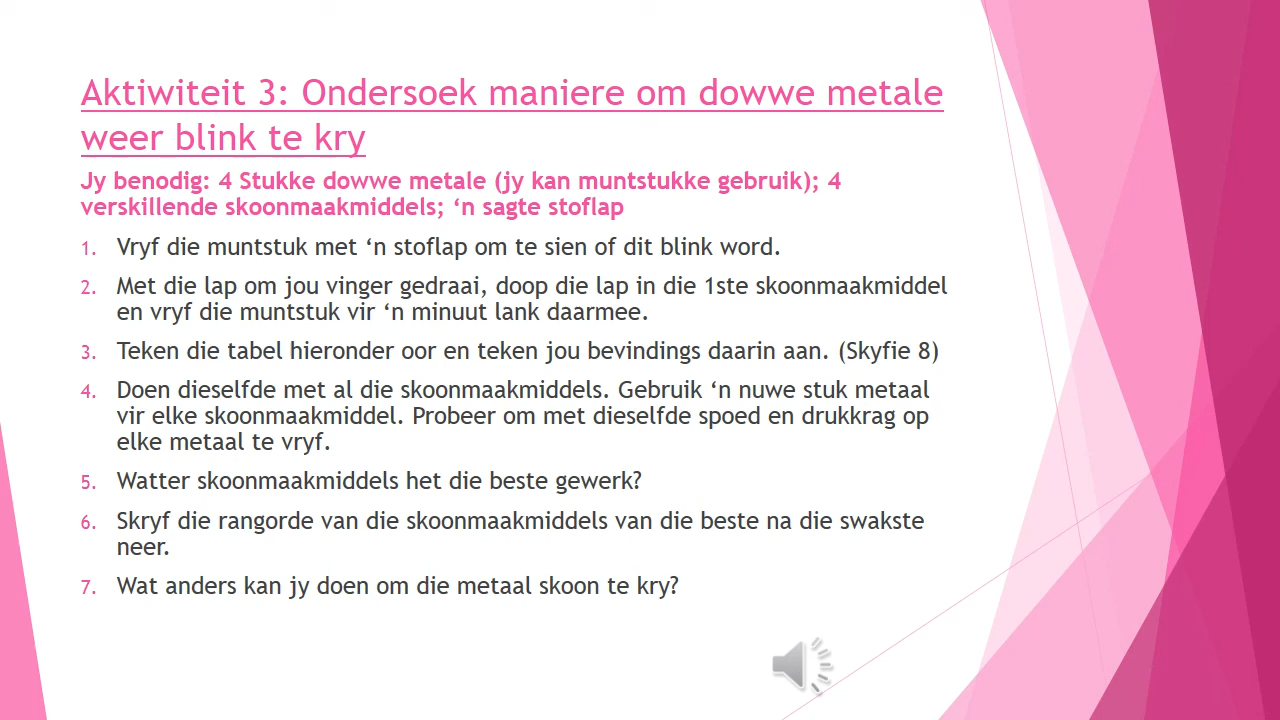 Aktiwiteit 3: Ondersoek maniere om dowwe metale
weer blink te kry
Jy benodig: 4 Stukke dowwe metale (jy kan muntstukke gebruik); 4
verskillende skoonmaakmiddels; ‘n sagte stoflap
1. Vryf die muntstuk met ‘n stoflap om te sien of dit blink word.
2. Met die lap om jou vinger gedraai, doop die lap in die 1ste skoonmaakmiddel
en vryf die muntstuk vir ‘n minuut lank daarmee.
3. Teken die tabel hieronder oor en teken jou bevindings daarin aan. (Skyfie 8)
4. Doen dieselfde met al die skoonmaakmiddels. Gebruik ‘n nuwe stuk metaal
vir elke skoonmaakmiddel. Probeer om met dieselfde spoed en drukkrag op
elke metaal te vryf.
5. Watter skoonmaakmiddels het die beste gewerk?
6. Skryf die rangorde van die skoonmaakmiddels van die beste na die swakste
neer.
7. Wat anders kan jy doen om die metaal skoon te kry?